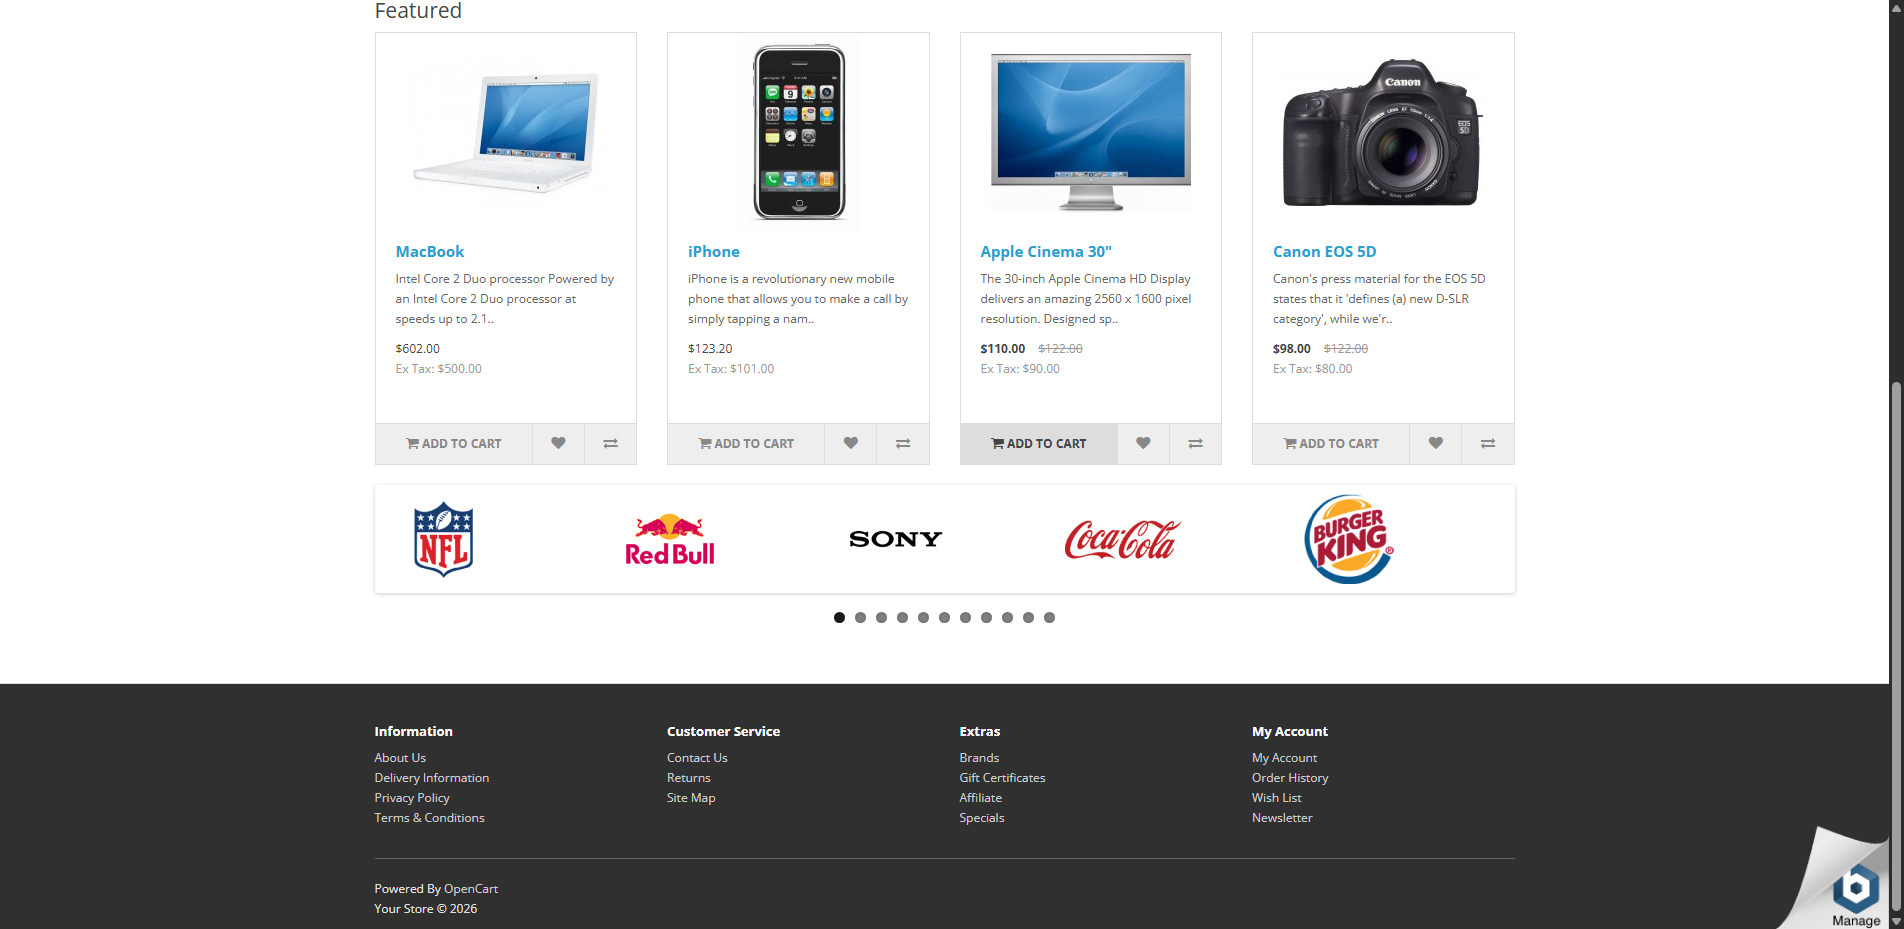 Featured
MacBook
Intel Core 2 Duo processor Powered by
an Intel Core 2 Duo processor at
speeds up to 2.1..
$602.00
Ex Tax: $500.00
ADD TO CART
iPhone
iPhone is a revolutionary new mobile
phone that allows you to make a call by
simply tapping a nam..
$123.20
Ex Tax: $101.00
ADD TO CART
Apple Cinema 30"
The 30-inch Apple Cinema HD Display
delivers an amazing 2560 x 1600 pixel
resolution. Designed sp..
$110.00 $122.00
Ex Tax: $90.00
ADD TO CART
Canon
EOS
5D
Canon EOS 5D
Canon's press material for the EOS 5D
states that it 'defines (a) new D-SLR
category', while we'r..
$98.00 $122.00
Ex Tax: $80.00
ADD TO CART
NFL
Red Bull
SONY
Coca-Cola
BURGER
KING®
Information
About Us
Delivery Information
Privacy Policy
Terms & Conditions
Customer Service
Contact Us
Returns
Site Map
Extras
Brands
Gift Certificates
Affiliate
Specials
My Account
My Account
Order History
Wish List
Newsletter
Powered By OpenCart
Your Store © 2026
b
Manage